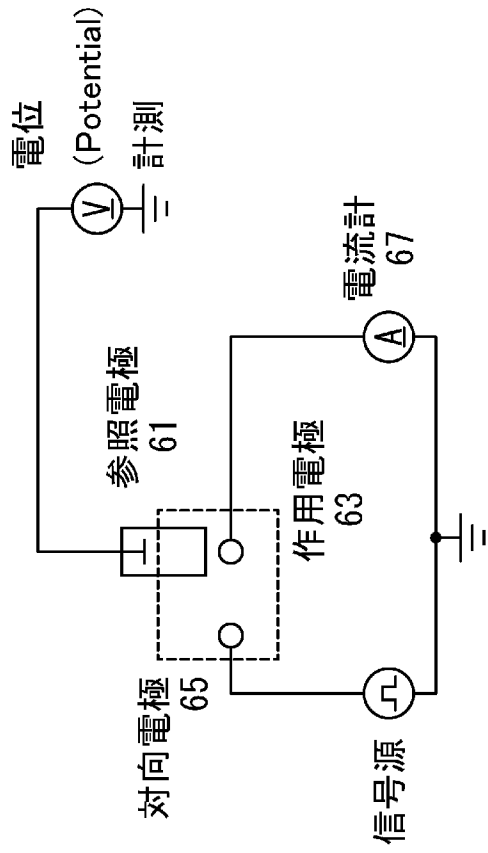 電位
(Potential)
計測
V
参照電極
61
電流計
67
A
作用電極
63
対向電極
65
信号源